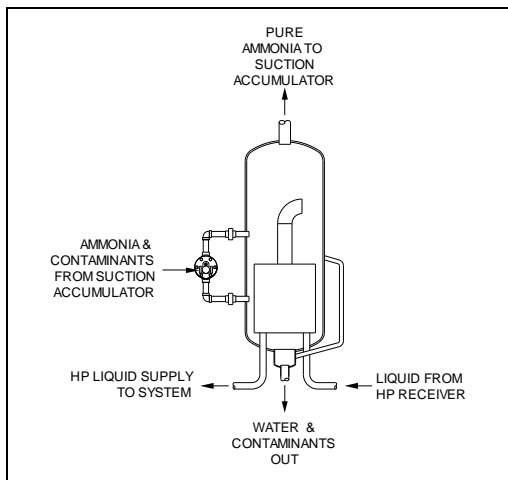 PURE
AMMONIA TO
SUCTION
ACCUMULATOR
AMMONIA &
CONTAMINANTS
FROM SUCTION
ACCUMULATOR
HP LIQUID SUPPLY
TO SYSTEM
LIQUID FROM
HP RECEIVER
WATER &
CONTAMINANTS
OUT